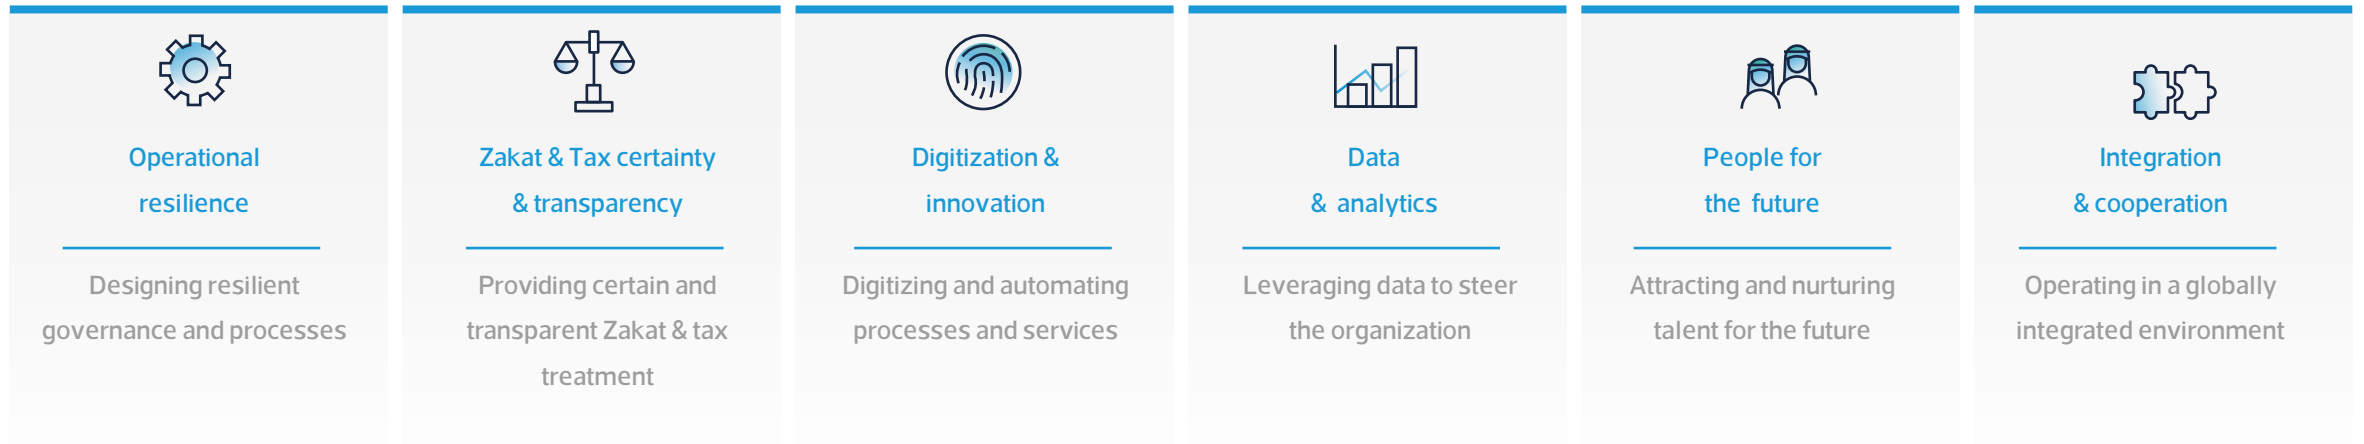 Operational
resilience
Designing resilient
governance and processes
Zakat & Tax certainty
& transparency
Providing certain and
transparent Zakat & tax
treatment
Digitization &
innovation
Digitizing and automating
processes and services
Data
& analytics
Leveraging data to steer
the organization
People for
the future
Attracting and nurturing
talent for the future
Integration
& cooperation
Operating in a globally
integrated environment